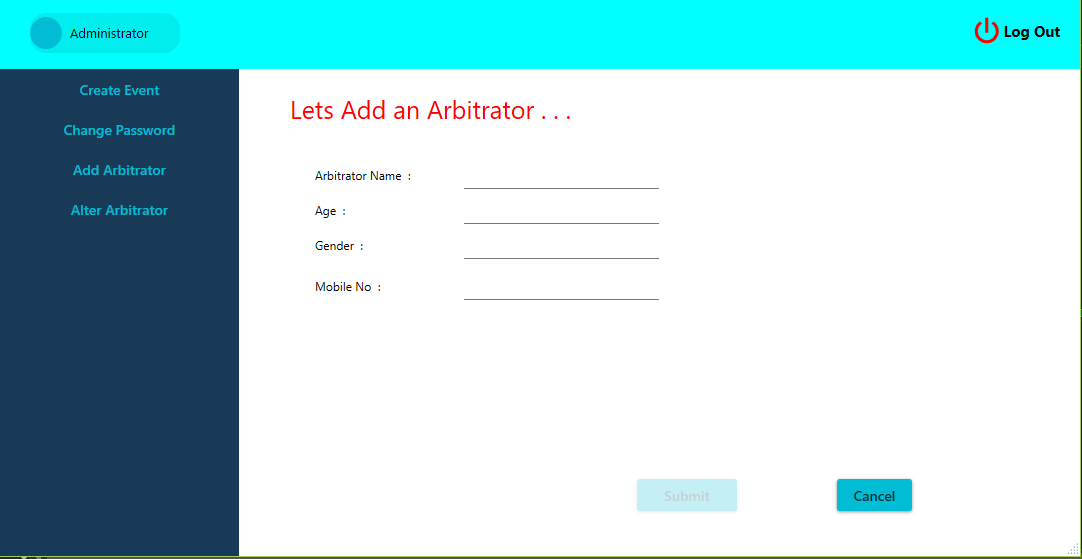 Administrator
Log Out
Create Event
Change Password
Add Arbitrator
Alter Arbitrator
Lets Add an Arbitrator . . .
Arbitrator Name :
Age :
Gender :
Mobile No :
Submit
Cancel